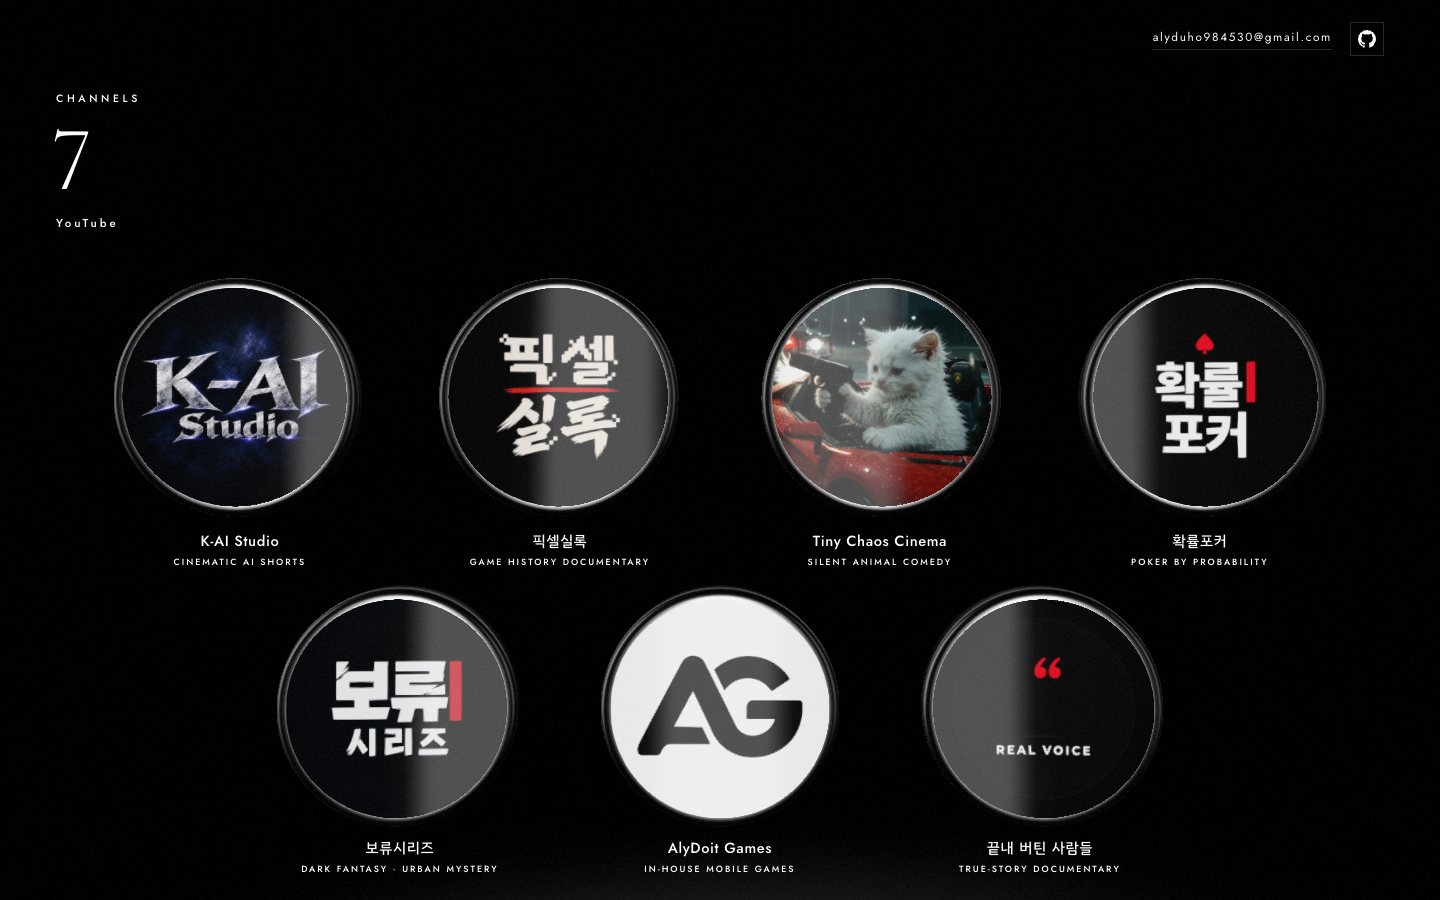 alyduho984530@gmail.com
CHANNELS
7
YouTube
K-AI
Studio
픽셀
실록
확률
포커
K-AI Studio
CINEMATIC AI SHORTS
픽셀실록
GAME HISTORY DOCUMENTARY
Tiny Chaos Cinema
SILENT ANIMAL COMEDY
확률포커
POKER BY PROBABILITY
보류
시리즈
AG
“
REAL VOICE
보류시리즈
DARK FANTASY · URBAN MYSTERY
AlyDoit Games
IN-HOUSE MOBILE GAMES
끝내 버틴 사람들
TRUE-STORY DOCUMENTARY